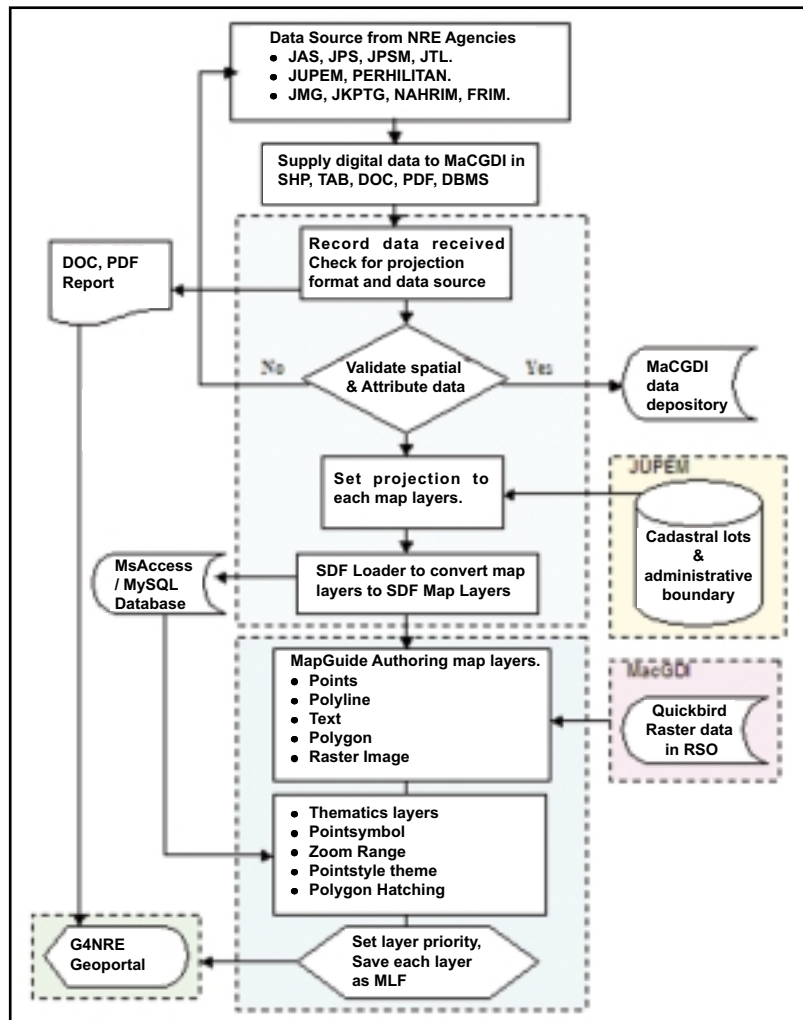 Data Source from NRE Agencies
● JAS, JPS, JPSM, JTL.
● JUPEM, PERHILITAN.
● JMG, JKPTG, NAHRIM, FRIM.
Supply digital data to MaCGDI in
SHP, TAB, DOC, PDF, DBMS
Record data received
Check for projection
format and data source
DOC, PDF
Report
No
Validate spatial
& Attribute data
Yes
MaCGDI
data
depository
Set projection to
each map layers.
JUPEM
Cadastral lots
&
administrative
boundary
MsAccess
/ MySQL
Database
SDF Loader to convert map
layers to SDF Map Layers
MapGuide Authoring map layers.
● Points
● Polyline
● Text
● Polygon
● Raster Image
MacGDI
Quickbird
Raster data
in RSO
● Thematics layers
● Pointsymbol
● Zoom Range
● Pointstyle theme
● Polygon Hatching
G4NRE
Geoportal
Set layer priority,
Save each layer
as MLF